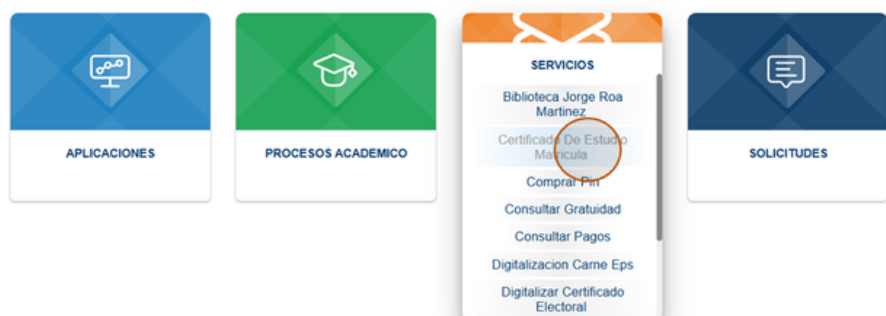 APLICACIONES
PROCESOS ACADEMICO
SERVICIOS
Biblioteca Jorge Roa
Martinez
Certificado De Estudio
Matricula
Comprar Pin
Consultar Gratuidad
Consultar Pagos
Digitalizacion Carne Eps
Digitalizar Certificado
Electoral
SOLICITUDES